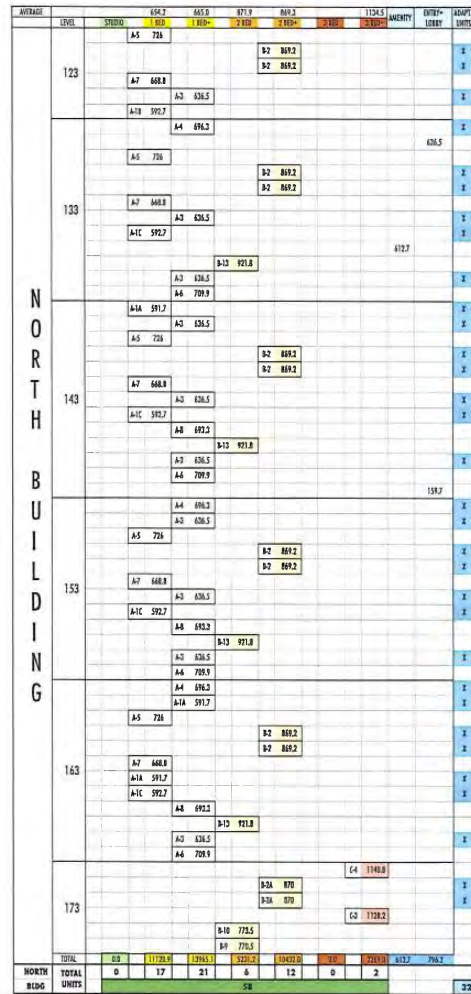 AVERAGE 654.2 665.0 871.9 869.3 1134.5 AMENITY ENTRY+ LOBBY ADAPT UNITS
LEVEL STUDIO 1 BED 1 BED+ 2 BED 2 BED+ 3 BED 3 BED+
NORTH BUILDING
123
A-5 726
B-2 869.2 X
B-2 869.2 X
A-7 668.8
A-3 636.5 X
A-1B 592.7
133
A-4 696.3 X
636.5
A-5 726
B-2 869.2 X
B-2 869.2 X
A-7 668.8
A-3 636.5 X
A-1C 592.7 X
612.7
B-13 921.8
A-3 636.5 X
A-6 709.9
143
A-1A 591.7 X
A-3 636.5 X
A-5 726
B-2 869.2 X
B-2 869.2 X
A-7 668.8
A-3 636.5 X
A-1C 592.7 X
A-8 693.3
B-13 921.8
A-3 636.5 X
A-6 709.9
159.7
153
A-4 696.3 X
A-3 636.5 X
A-5 726
B-2 869.2 X
B-2 869.2 X
A-7 668.8
A-3 636.5 X
A-1C 592.7 X
A-8 693.3
B-13 921.8
A-3 636.5 X
A-6 709.9
163
A-4 696.3 X
A-1A 591.7 X
A-5 726
B-2 869.2 X
B-2 869.2 X
A-7 668.8
A-1A 591.7 X
A-1C 592.7 X
A-8 693.3
B-13 921.8
A-3 636.5 X
A-6 709.9
173
C-4 1140.8
B-2A 870 X
B-2A 870 X
C-3 1128.2
B-10 773.5
B-9 770.5
TOTAL 0.0 11120.9 13965.1 5231.2 10432.0 0.0 2269.0 612.7 796.2
NORTH BLDG TOTAL UNITS 0 17 21 6 12 0 2
58 32